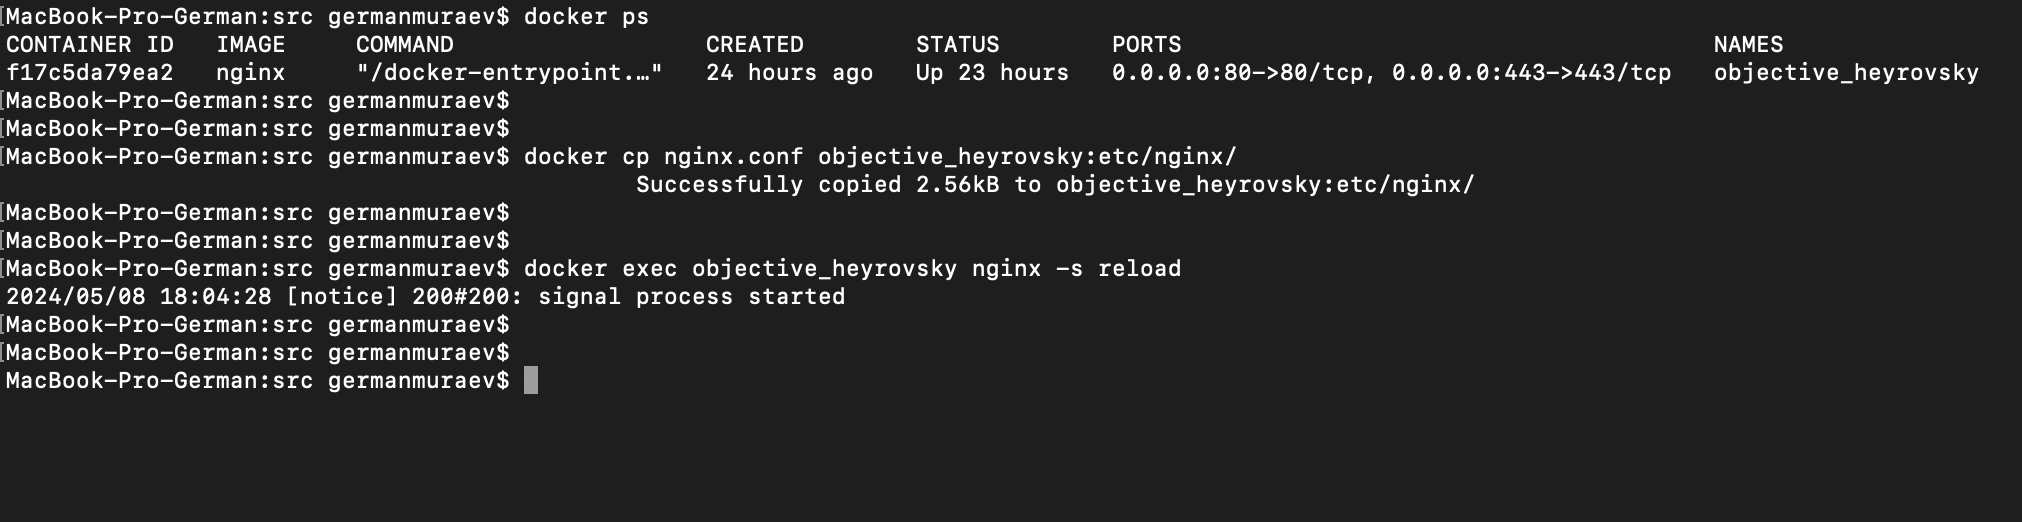 [MacBook-Pro-German:src germanmuraev$ docker ps
CONTAINER ID   IMAGE     COMMAND                  CREATED        STATUS        PORTS                                      NAMES
f17c5da79ea2   nginx     "/docker-entrypoint.…"   24 hours ago   Up 23 hours   0.0.0.0:80->80/tcp, 0.0.0.0:443->443/tcp   objective_heyrovsky
[MacBook-Pro-German:src germanmuraev$
[MacBook-Pro-German:src germanmuraev$
[MacBook-Pro-German:src germanmuraev$ docker cp nginx.conf objective_heyrovsky:etc/nginx/
Successfully copied 2.56kB to objective_heyrovsky:etc/nginx/
[MacBook-Pro-German:src germanmuraev$
[MacBook-Pro-German:src germanmuraev$
[MacBook-Pro-German:src germanmuraev$ docker exec objective_heyrovsky nginx -s reload
2024/05/08 18:04:28 [notice] 200#200: signal process started
[MacBook-Pro-German:src germanmuraev$
[MacBook-Pro-German:src germanmuraev$
MacBook-Pro-German:src germanmuraev$